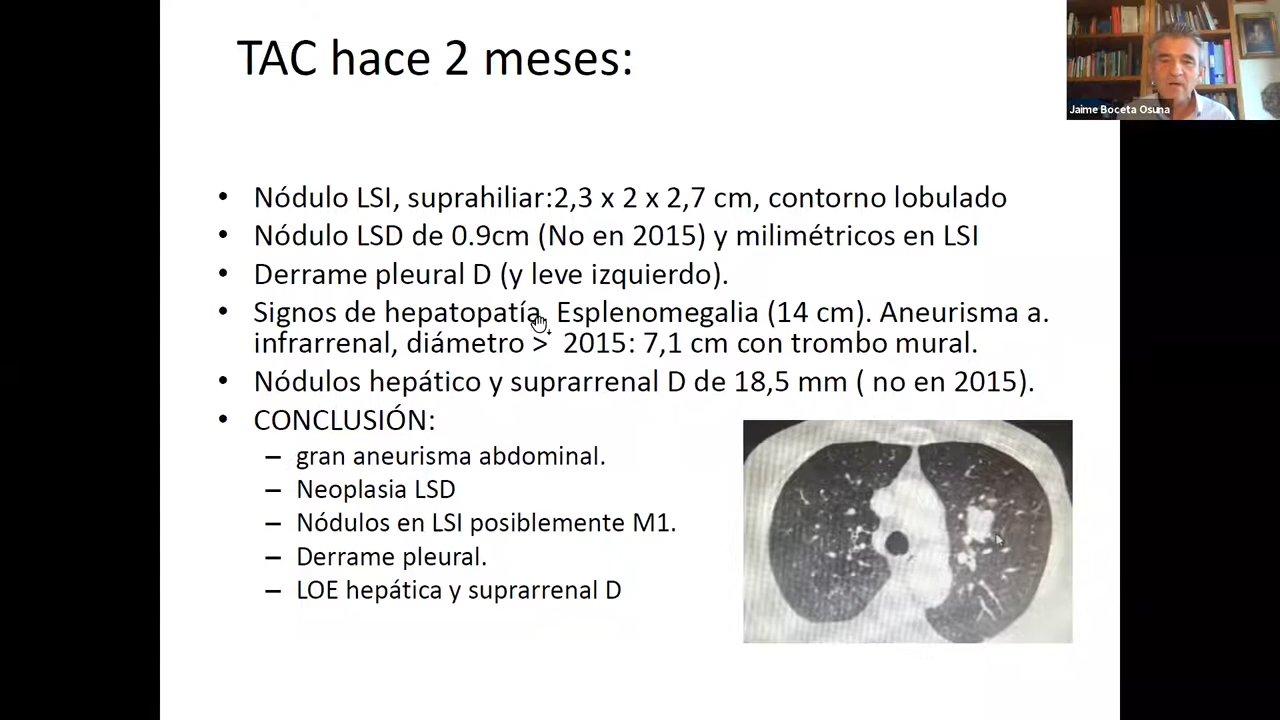 TAC hace 2 meses:
Jaime Boceta Osuna
• Nódulo LSI, suprahiliar:2,3 x 2 x 2,7 cm, contorno lobulado
• Nódulo LSD de 0.9cm (No en 2015) y milimétricos en LSI
• Derrame pleural D (y leve izquierdo).
• Signos de hepatopatía. Esplenomegalia (14 cm). Aneurisma a.
infrarrenal, diámetro > 2015: 7,1 cm con trombo mural.
• Nódulos hepático y suprarrenal D de 18,5 mm ( no en 2015).
• CONCLUSIÓN:
– gran aneurisma abdominal.
– Neoplasia LSD
– Nódulos en LSI posiblemente M1.
– Derrame pleural.
– LOE hepática y suprarrenal D